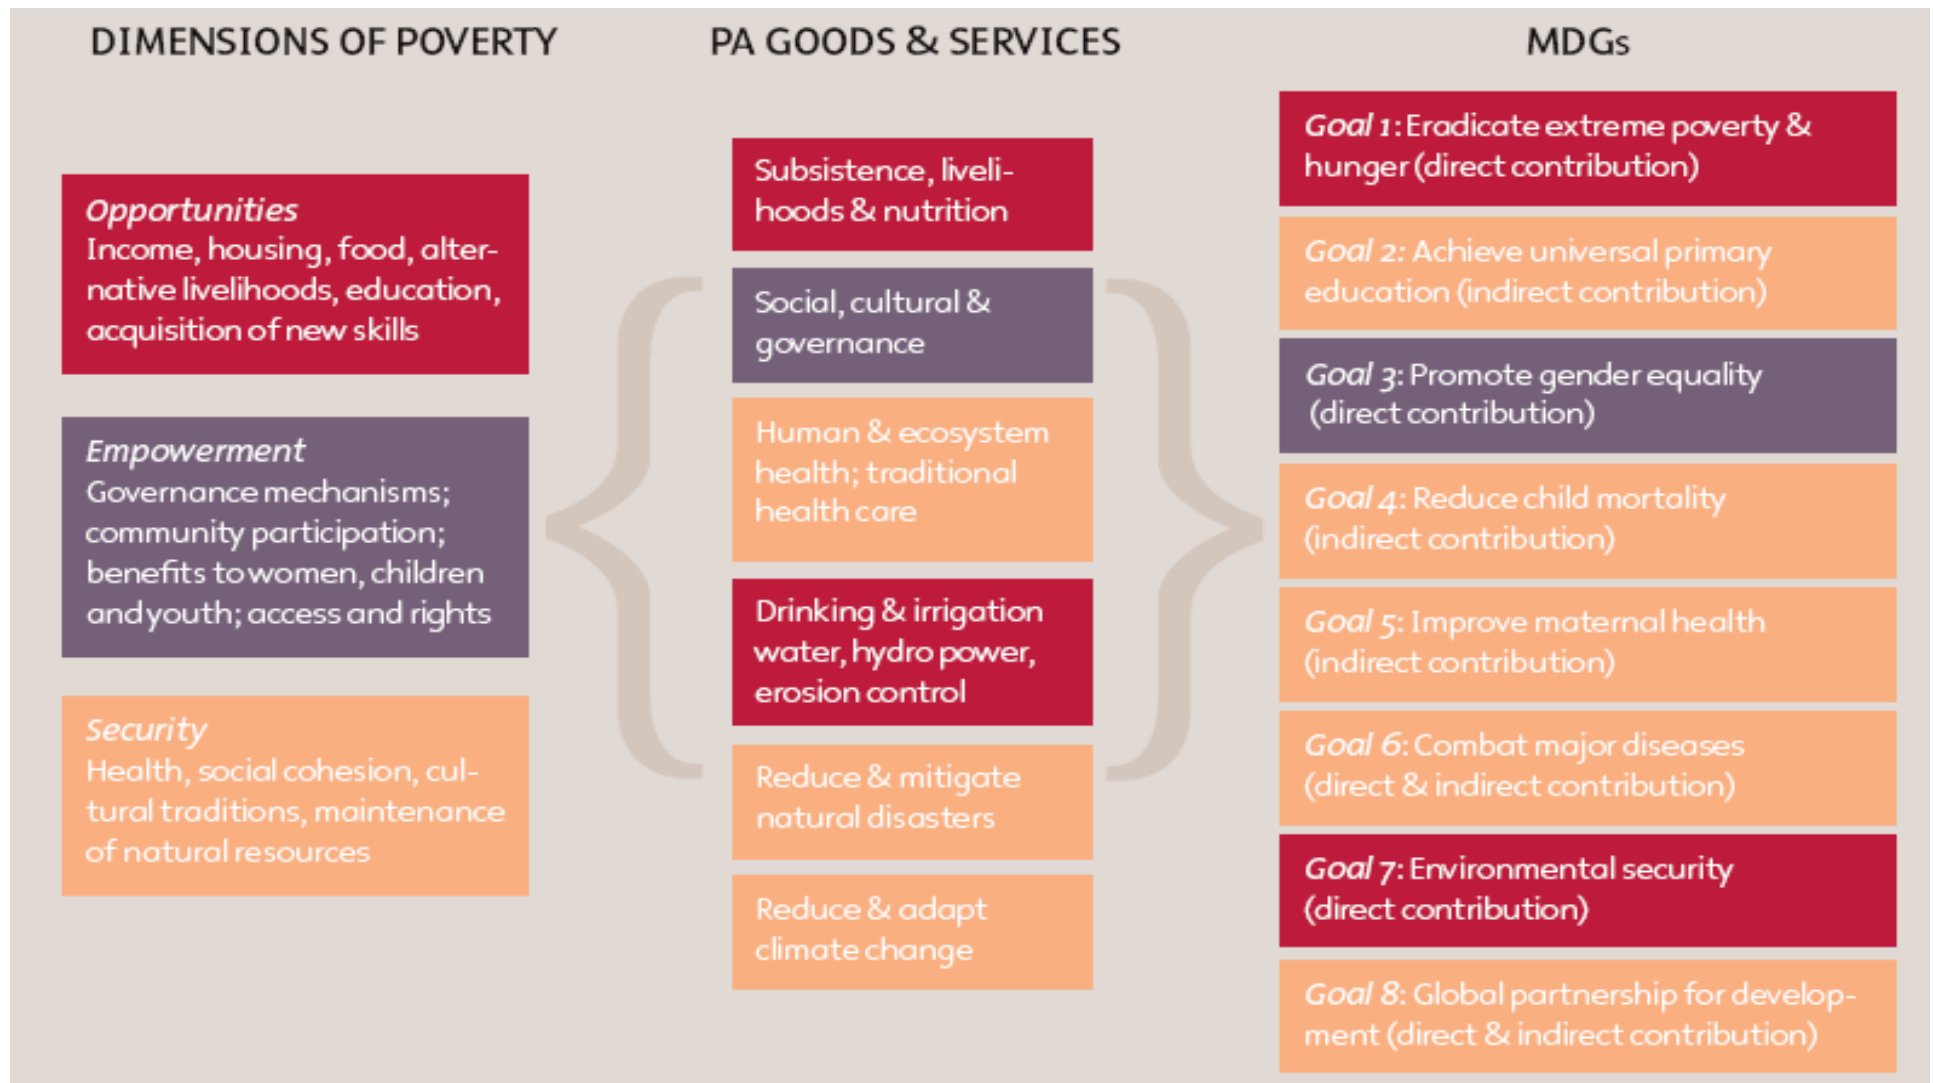 DIMENSIONS OF POVERTY
Opportunities
Income, housing, food, alter-
native livelihoods, education,
acquisition of new skills
Empowerment
Governance mechanisms;
community participation;
benefits to women, children
and youth; access and rights
Security
Health, social cohesion, cul-
tural traditions, maintenance
of natural resources
PA GOODS & SERVICES
Subsistence, liveli-
hoods & nutrition
Social, cultural &
governance
Human & ecosystem
health; traditional
health care
Drinking & irrigation
water, hydro power,
erosion control
Reduce & mitigate
natural disasters
Reduce & adapt
climate change
MDGs
Goal 1: Eradicate extreme poverty &
hunger (direct contribution)
Goal 2: Achieve universal primary
education (indirect contribution)
Goal 3: Promote gender equality
(direct contribution)
Goal 4: Reduce child mortality
(indirect contribution)
Goal 5: Improve maternal health
(indirect contribution)
Goal 6: Combat major diseases
(direct & indirect contribution)
Goal 7: Environmental security
(direct contribution)
Goal 8: Global partnership for develop-
ment (direct & indirect contribution)